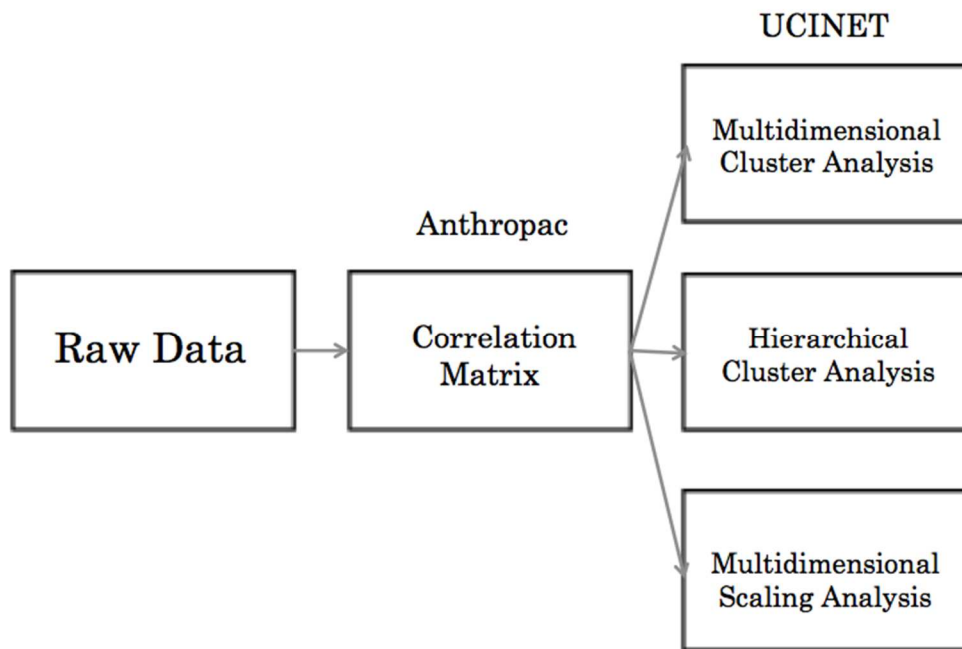 UCINET
Multidimensional
Cluster Analysis
Anthropac
Raw Data
Correlation
Matrix
Hierarchical
Cluster Analysis
Multidimensional
Scaling Analysis